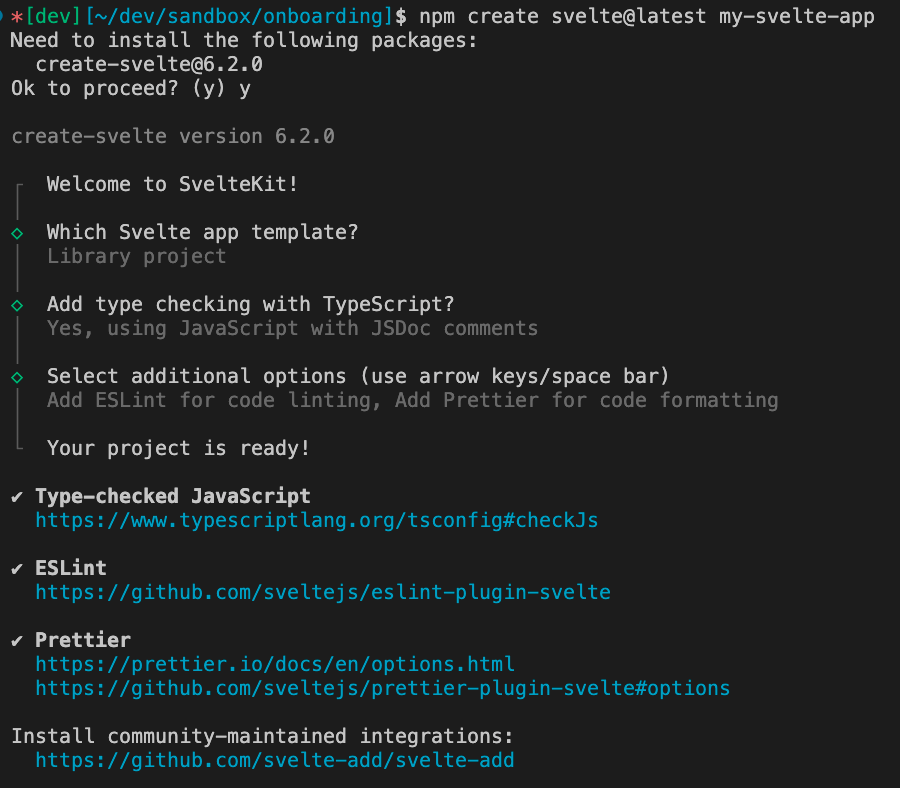 *[dev][~/dev/sandbox/onboarding]$ npm create svelte@latest my-svelte-app
Need to install the following packages:
  create-svelte@6.2.0
Ok to proceed? (y) y
create-svelte version 6.2.0
Welcome to SvelteKit!
Which Svelte app template?
Library project
Add type checking with TypeScript?
Yes, using JavaScript with JSDoc comments
Select additional options (use arrow keys/space bar)
Add ESLint for code linting, Add Prettier for code formatting
Your project is ready!
✔ Type-checked JavaScript
  https://www.typescriptlang.org/tsconfig#checkJs
✔ ESLint
  https://github.com/sveltejs/eslint-plugin-svelte
✔ Prettier
  https://prettier.io/docs/en/options.html
  https://github.com/sveltejs/prettier-plugin-svelte#options
Install community-maintained integrations:
  https://github.com/svelte-add/svelte-add